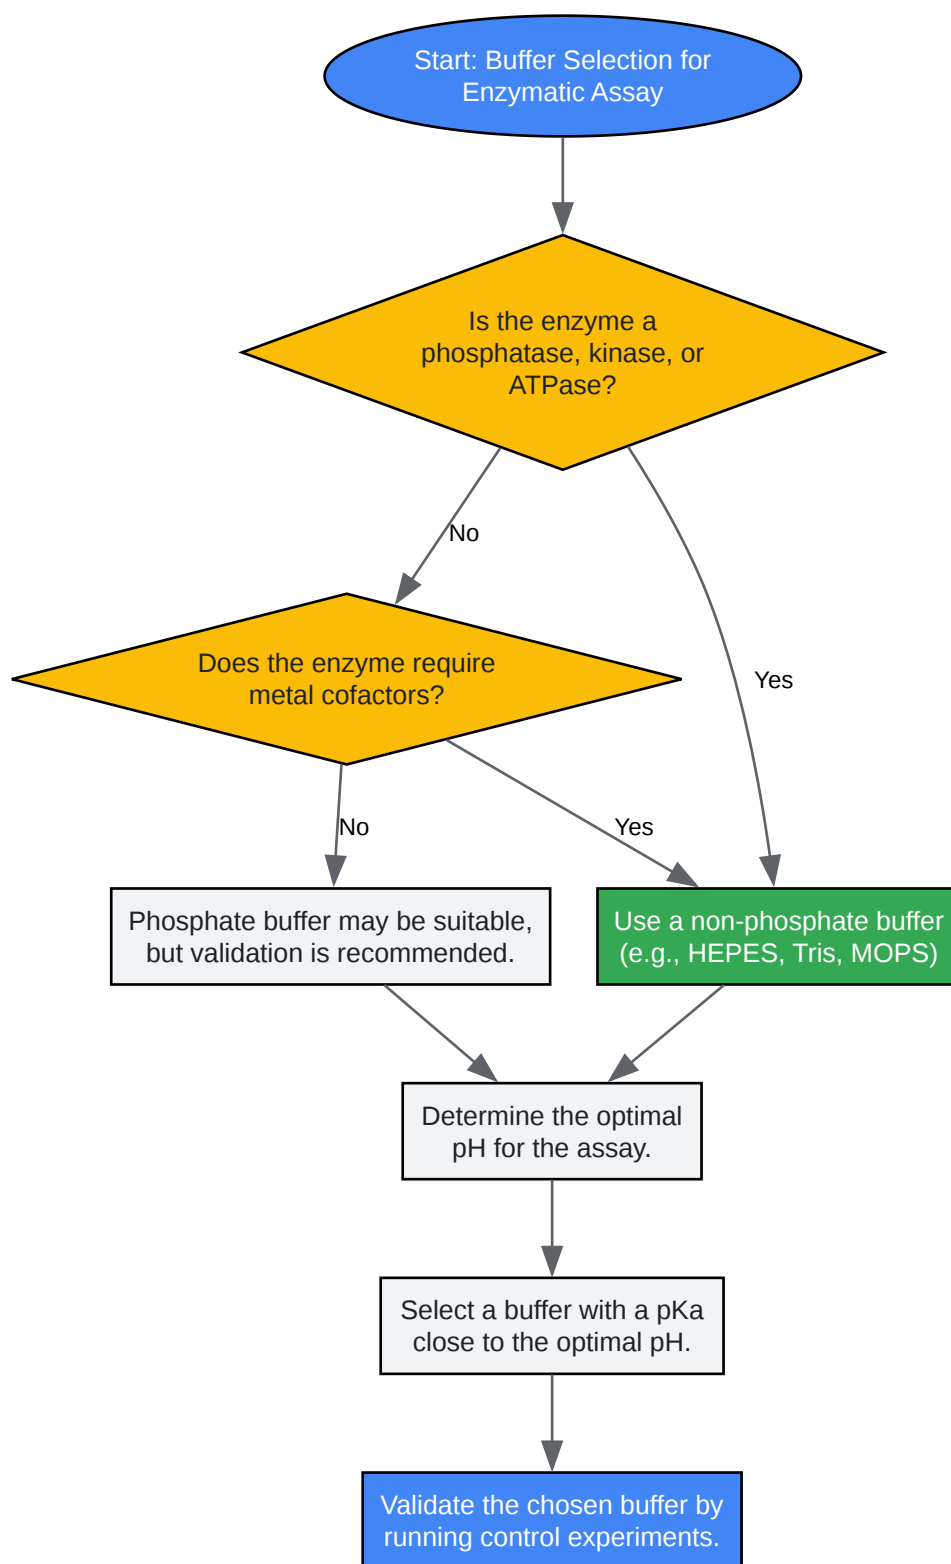 Start: Buffer Selection for
Enzymatic Assay
Is the enzyme a
phosphatase, kinase, or
ATPase?
No
Yes
Does the enzyme require
metal cofactors?
No
Yes
Phosphate buffer may be suitable,
but validation is recommended.
Use a non-phosphate buffer
(e.g., HEPES, Tris, MOPS)
Determine the optimal
pH for the assay.
Select a buffer with a pKa
close to the optimal pH.
Validate the chosen buffer by
running control experiments.